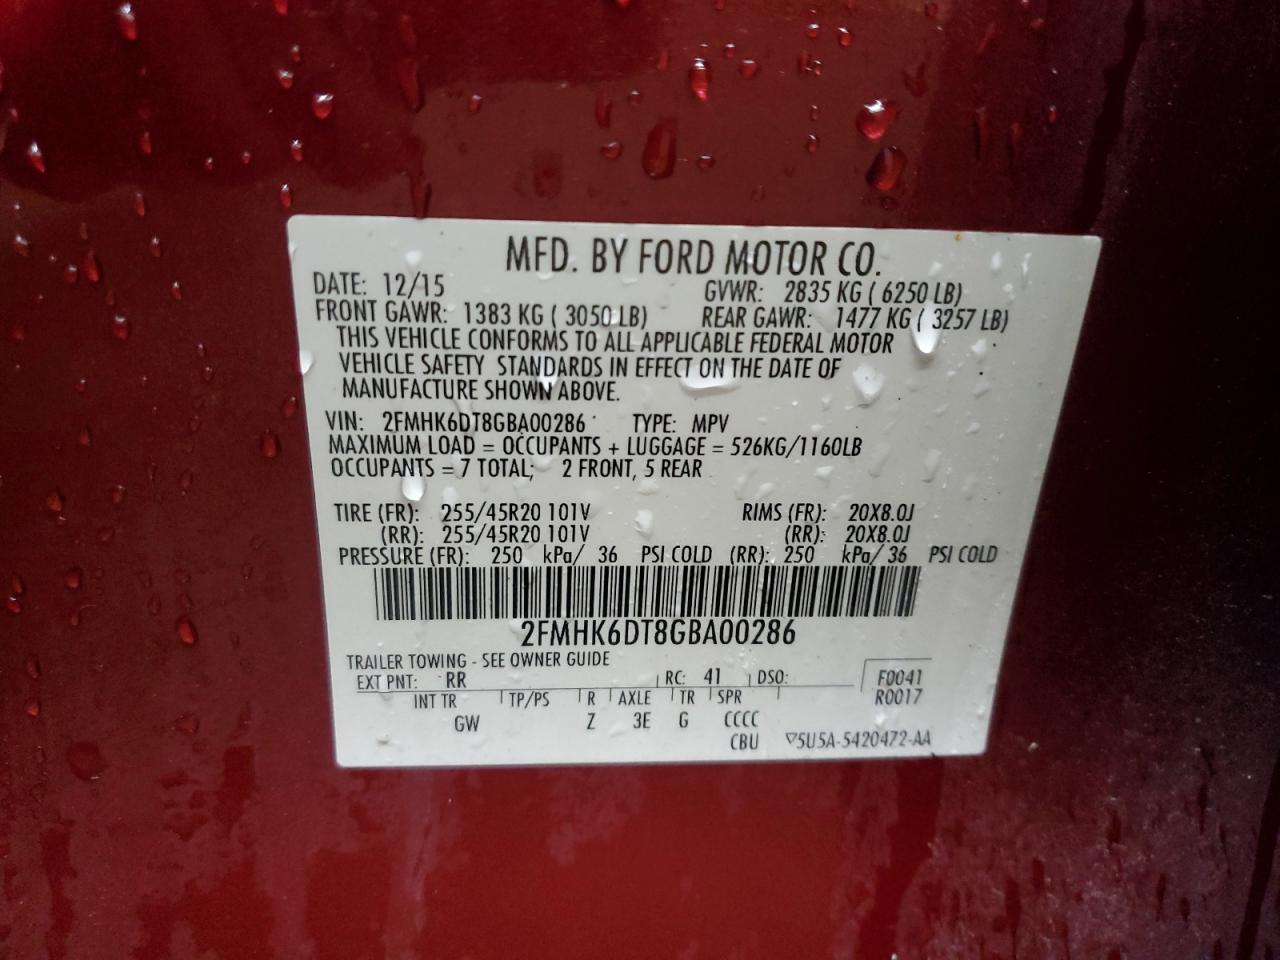 MFD. BY FORD MOTOR CO.
DATE: 12/15 GVWR: 2835 KG ( 6250 LB)
FRONT GAWR: 1383 KG ( 3050 LB) REAR GAWR: 1477 KG ( 3257 LB)
THIS VEHICLE CONFORMS TO ALL APPLICABLE FEDERAL MOTOR
VEHICLE SAFETY STANDARDS IN EFFECT ON THE DATE OF
MANUFACTURE SHOWN ABOVE.
VIN: 2FMHK6DT8GBA00286 TYPE: MPV
MAXIMUM LOAD = OCCUPANTS + LUGGAGE = 526KG/1160LB
OCCUPANTS = 7 TOTAL; 2 FRONT, 5 REAR
TIRE (FR): 255/45R20 101V RIMS (FR): 20X8.0J
(RR): 255/45R20 101V (RR): 20X8.0J
PRESSURE (FR): 250 kPa/ 36 PSI COLD (RR): 250 kPa/ 36 PSI COLD
2FMHK6DT8GBA00286
TRAILER TOWING - SEE OWNER GUIDE
EXT PNT: RR RC: 41 DSO: F0041
INT TR TP/PS R AXLE TR SPR R0017
GW Z 3E G CCCC
CBU ▽5U5A-5420472-AA